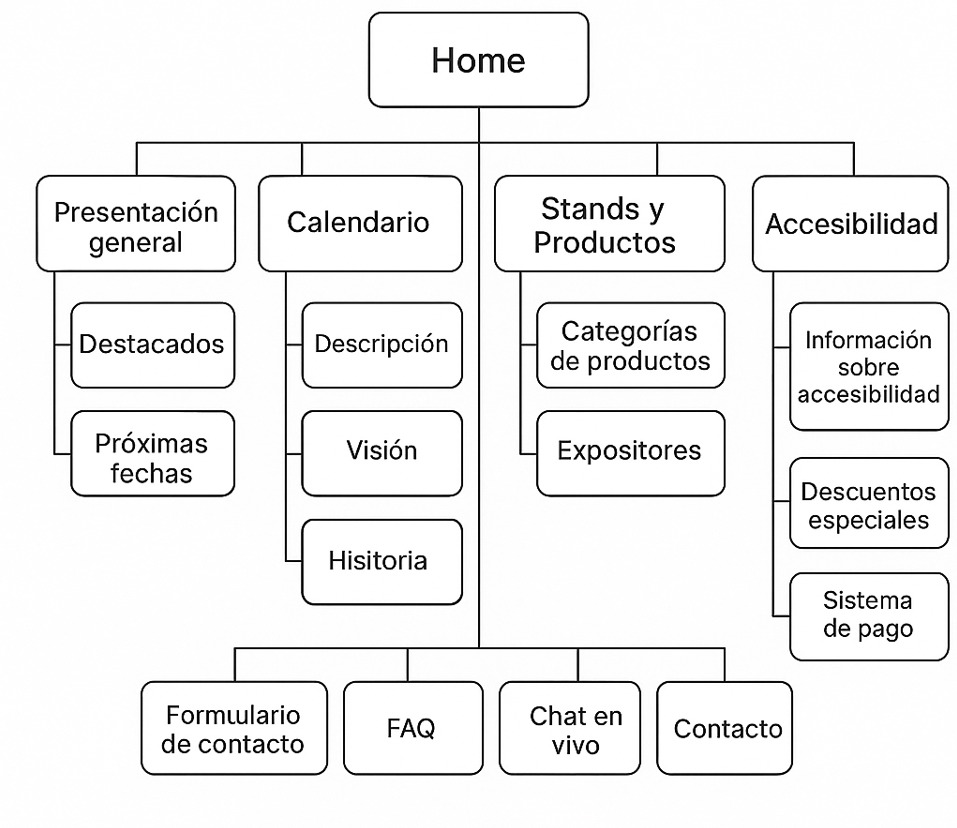 Home
Presentación
general
Calendario
Stands y
Productos
Accesibilidad
Destacados
Descripción
Categorías
de productos
Información
sobre
accesibilidad
Próximas
fechas
Visión
Expositores
Descuentos
especiales
Hisitoria
Sistema
de pago
Formuulario
de contacto
FAQ
Chat en
vivo
Contacto